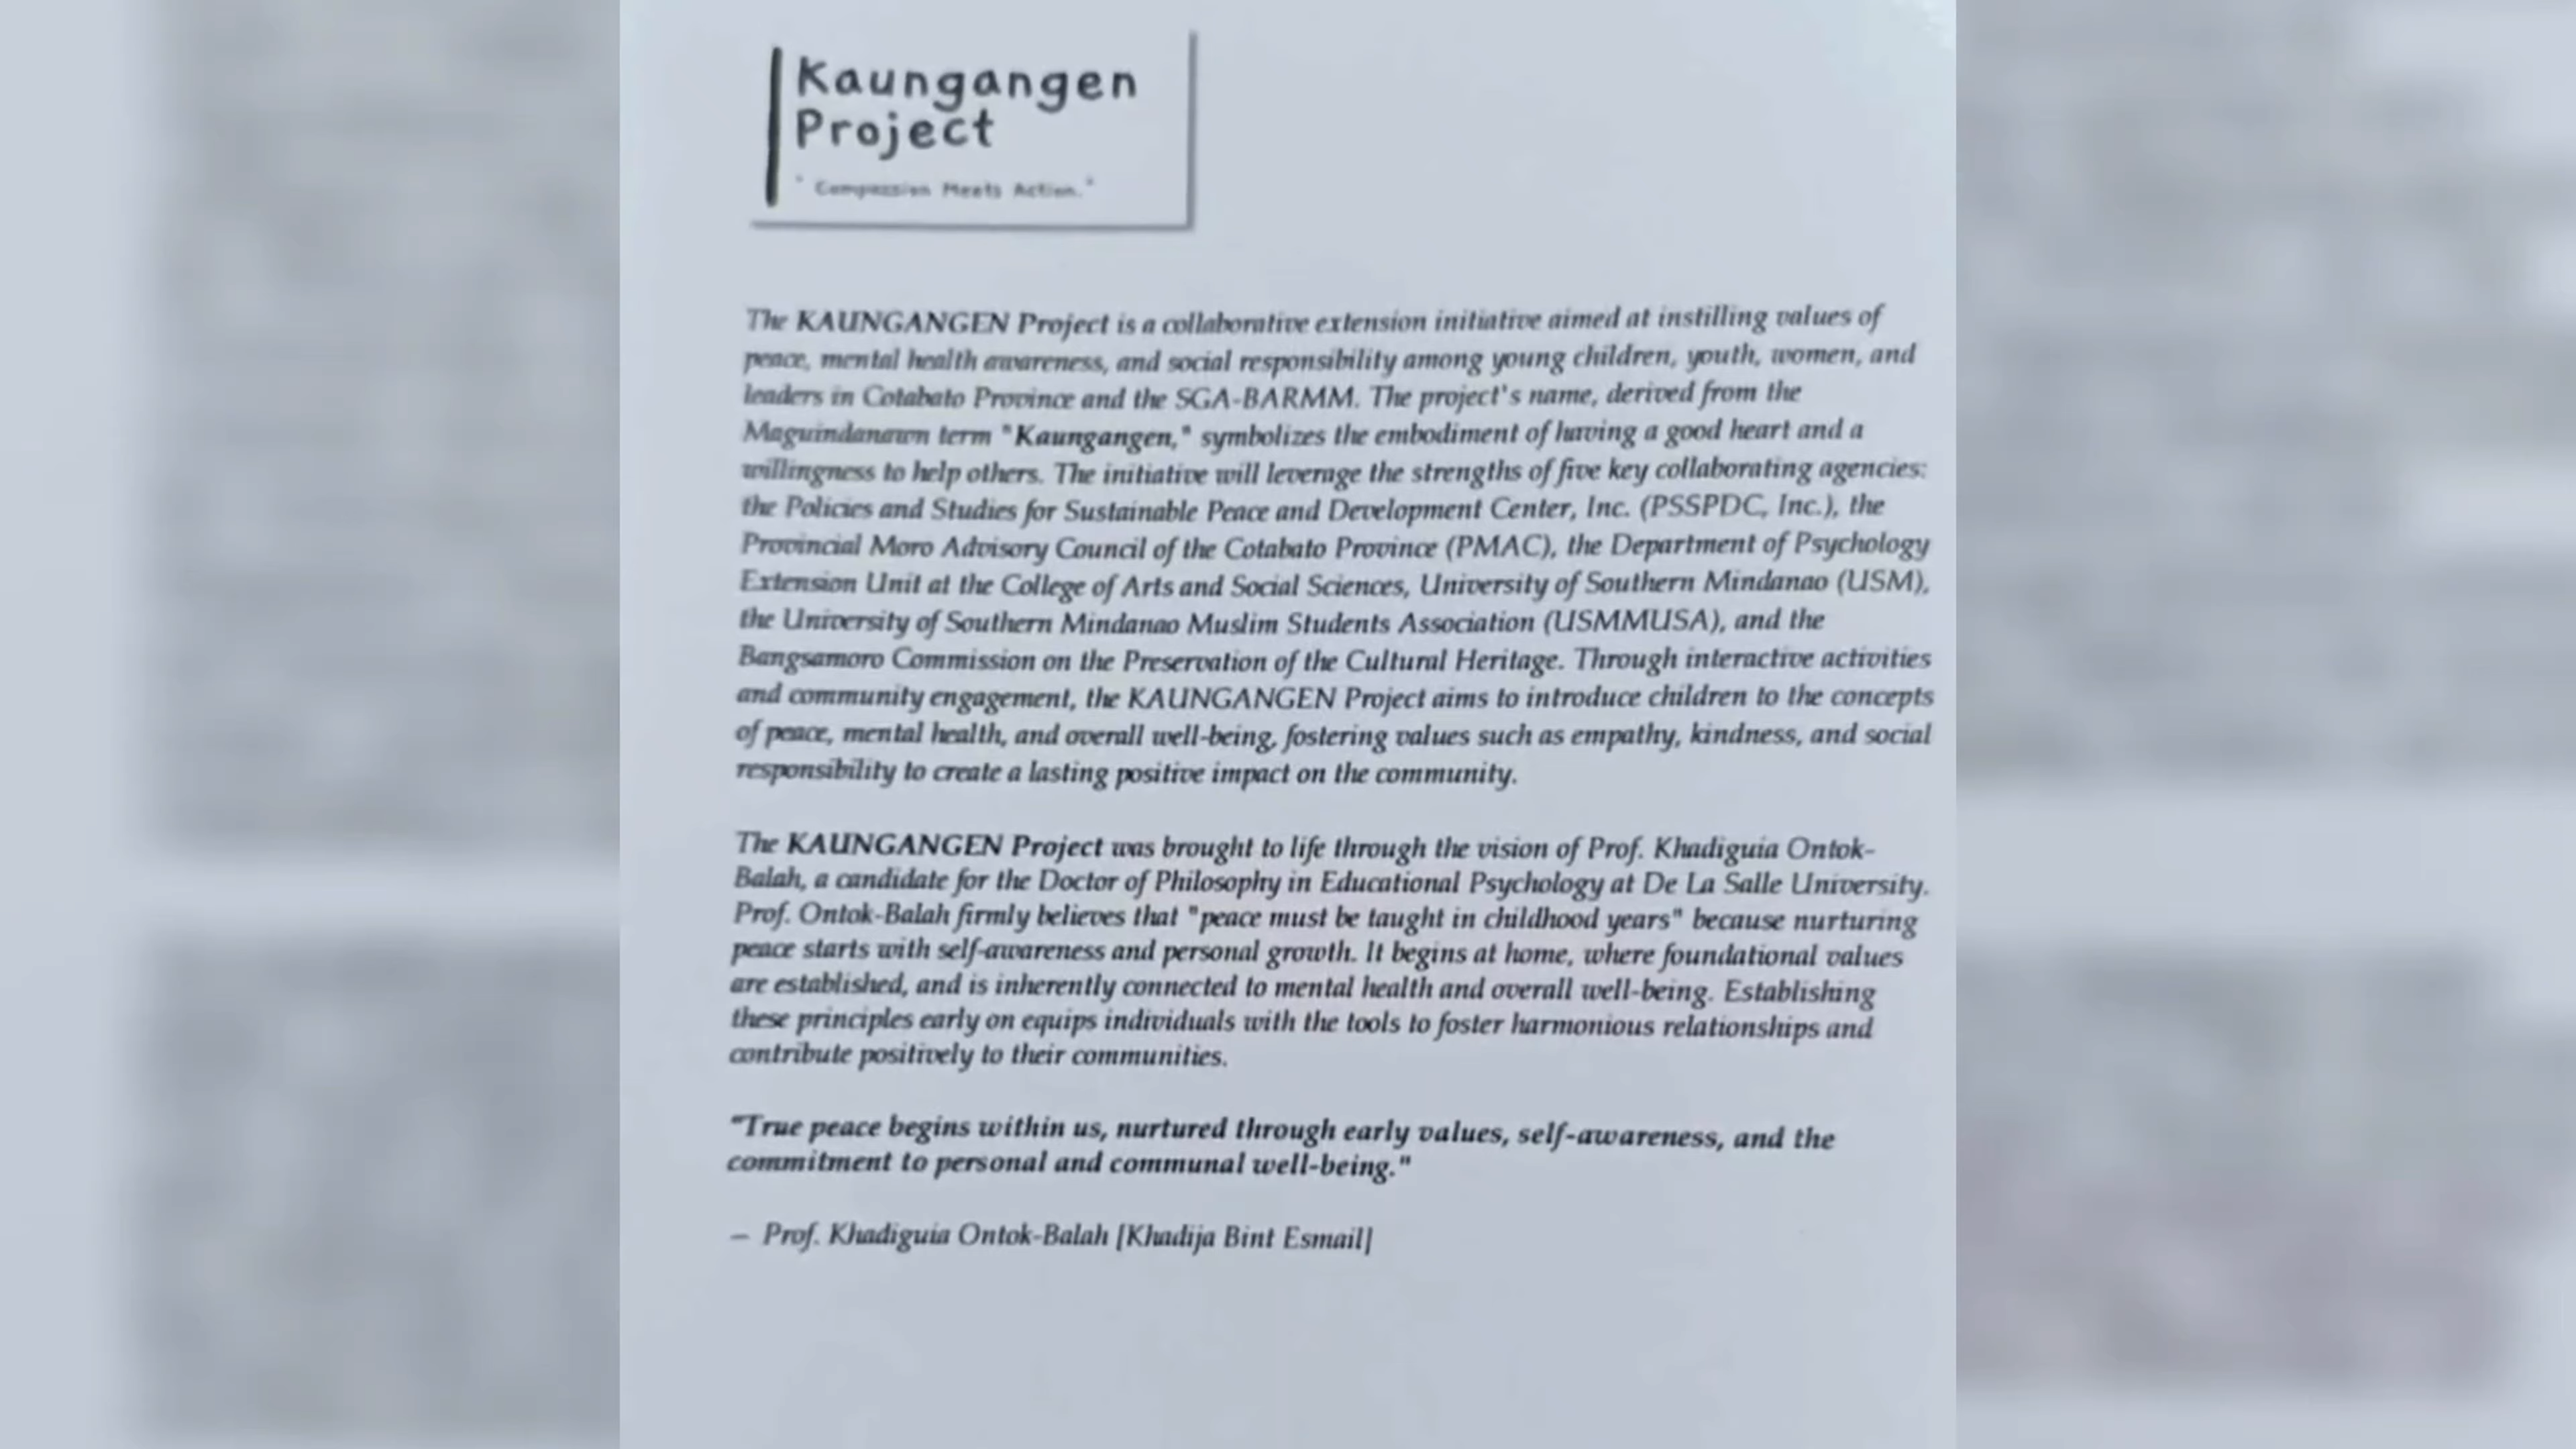 Kaungangen
Project
" Compassion Meets Action."
The KAUNGANGEN Project is a collaborative extension initiative aimed at instilling values of
peace, mental health awareness, and social responsibility among young children, youth, women, and
leaders in Cotabato Province and the SGA-BARMM. The project's name, derived from the
Maguindanawn term "Kaungangen," symbolizes the embodiment of having a good heart and a
willingness to help others. The initiative will leverage the strengths of five key collaborating agencies:
the Policies and Studies for Sustainable Peace and Development Center, Inc. (PSSPDC, Inc.), the
Provincial Moro Advisory Council of the Cotabato Province (PMAC), the Department of Psychology
Extension Unit at the College of Arts and Social Sciences, University of Southern Mindanao (USM),
the University of Southern Mindanao Muslim Students Association (USMMUSA), and the
Bangsamoro Commission on the Preservation of the Cultural Heritage. Through interactive activities
and community engagement, the KAUNGANGEN Project aims to introduce children to the concepts
of peace, mental health, and overall well-being, fostering values such as empathy, kindness, and social
responsibility to create a lasting positive impact on the community.
The KAUNGANGEN Project was brought to life through the vision of Prof. Khadiguia Ontok-
Balah, a candidate for the Doctor of Philosophy in Educational Psychology at De La Salle University.
Prof. Ontok-Balah firmly believes that "peace must be taught in childhood years" because nurturing
peace starts with self-awareness and personal growth. It begins at home, where foundational values
are established, and is inherently connected to mental health and overall well-being. Establishing
these principles early on equips individuals with the tools to foster harmonious relationships and
contribute positively to their communities.
"True peace begins within us, nurtured through early values, self-awareness, and the
commitment to personal and communal well-being."
— Prof. Khadiguia Ontok-Balah [Khadija Bint Esmail]